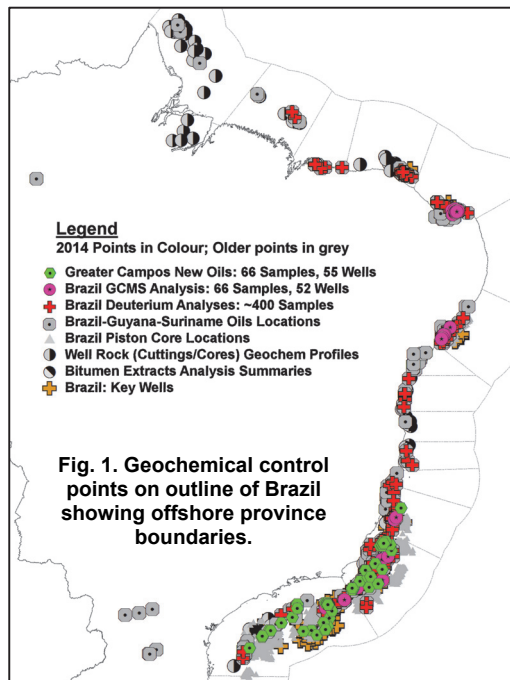 Legend
2014 Points in Colour; Older points in grey
Greater Campos New Oils: 66 Samples, 55 Wells
Brazil GCMS Analysis: 66 Samples, 52 Wells
Brazil Deuterium Analyses: ~400 Samples
Brazil-Guyana-Suriname Oils Locations
Brazil Piston Core Locations
Well Rock (Cuttings/Cores) Geochem Profiles
Bitumen Extracts Analysis Summaries
Brazil: Key Wells
Fig. 1. Geochemical control
points on outline of Brazil
showing offshore province
boundaries.